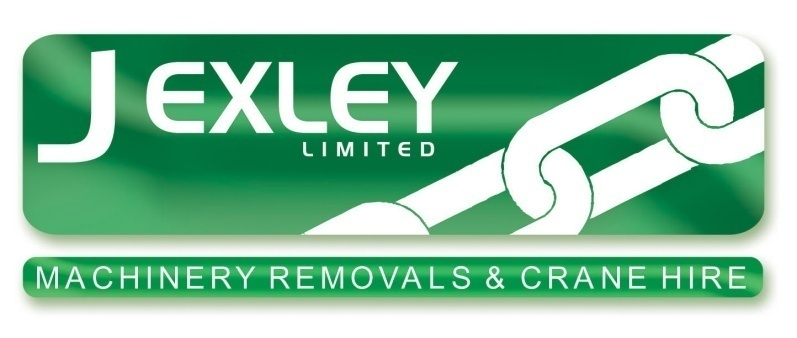 J EXLEY
LIMITED
MACHINERY REMOVALS & CRANE HIRE